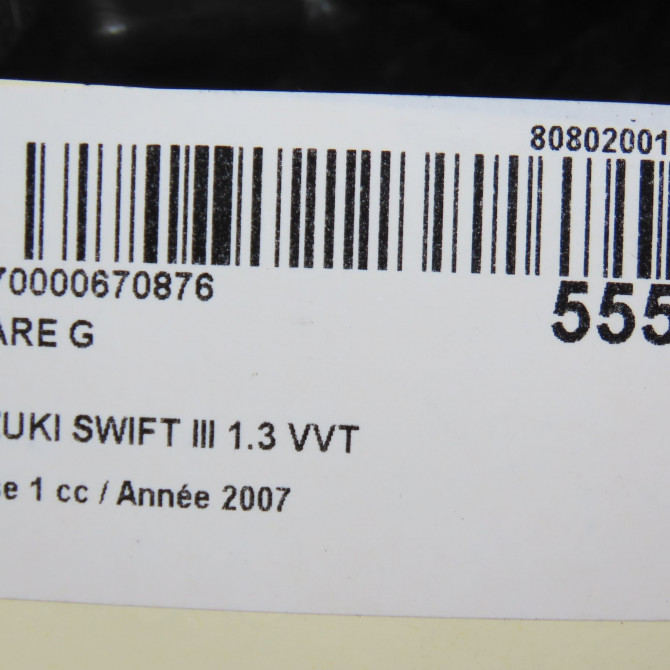 80802001
70000670876
555
ARE G
UKI SWIFT III 1.3 VVT
e 1 cc / Année 2007